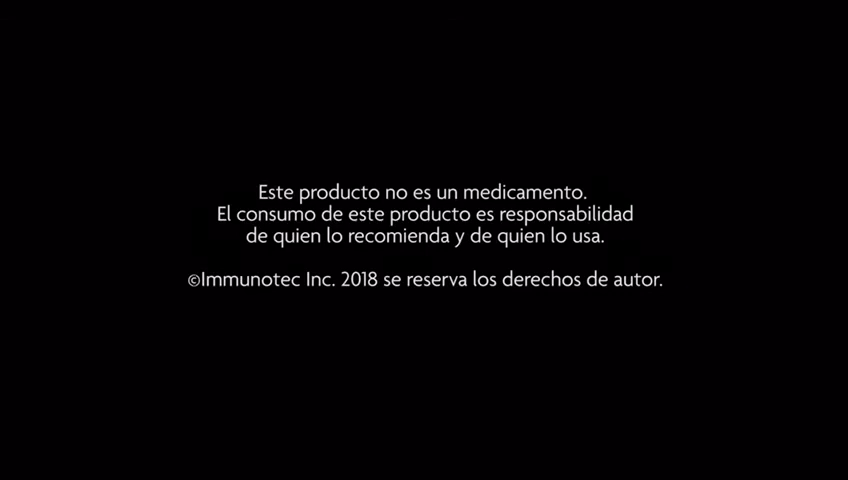 Este producto no es un medicamento.
El consumo de este producto es responsabilidad
de quien lo recomienda y de quien lo usa.
©Immunotec Inc. 2018 se reserva los derechos de autor.